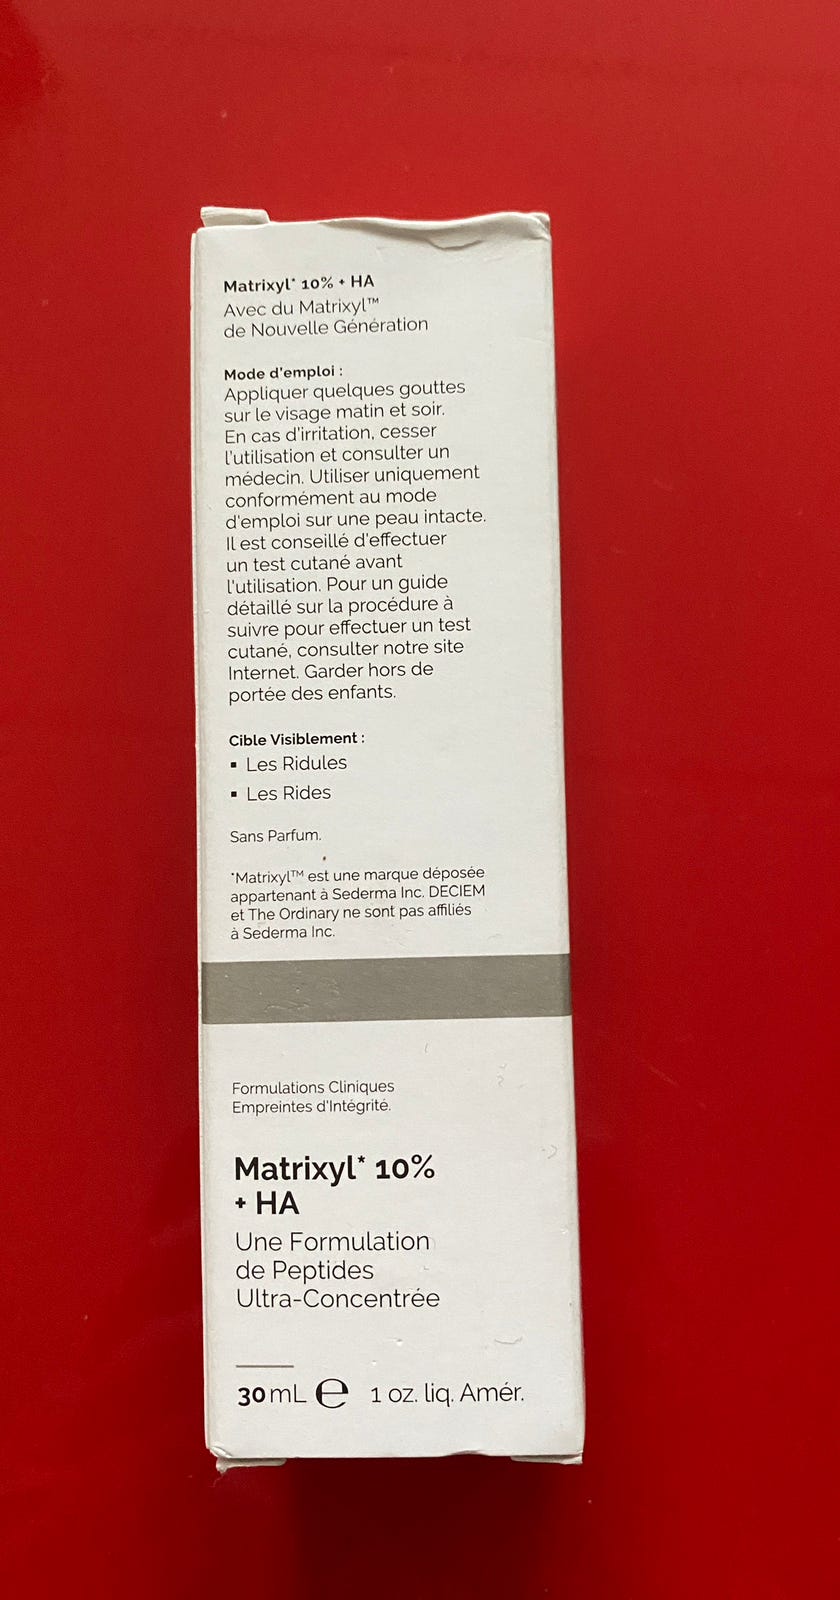 Matrixyl* 10% + HA
Avec du Matrixyl™
de Nouvelle Génération
Mode d'emploi :
Appliquer quelques gouttes
sur le visage matin et soir.
En cas d'irritation, cesser
l'utilisation et consulter un
médecin. Utiliser uniquement
conformément au mode
d'emploi sur une peau intacte.
Il est conseillé d'effectuer
un test cutané avant
l'utilisation. Pour un guide
détaillé sur la procédure à
suivre pour effectuer un test
cutané, consulter notre site
Internet. Garder hors de
portée des enfants.
Cible Visiblement :
▪ Les Ridules
▪ Les Rides
Sans Parfum.
*Matrixyl™ est une marque déposée
appartenant à Sederma Inc. DECIEM
et The Ordinary ne sont pas affiliés
à Sederma Inc.
Formulations Cliniques
Empreintes d'Intégrité.
Matrixyl* 10%
+ HA
Une Formulation
de Peptides
Ultra-Concentrée
30 mL ℮ 1 oz. liq. Amér.